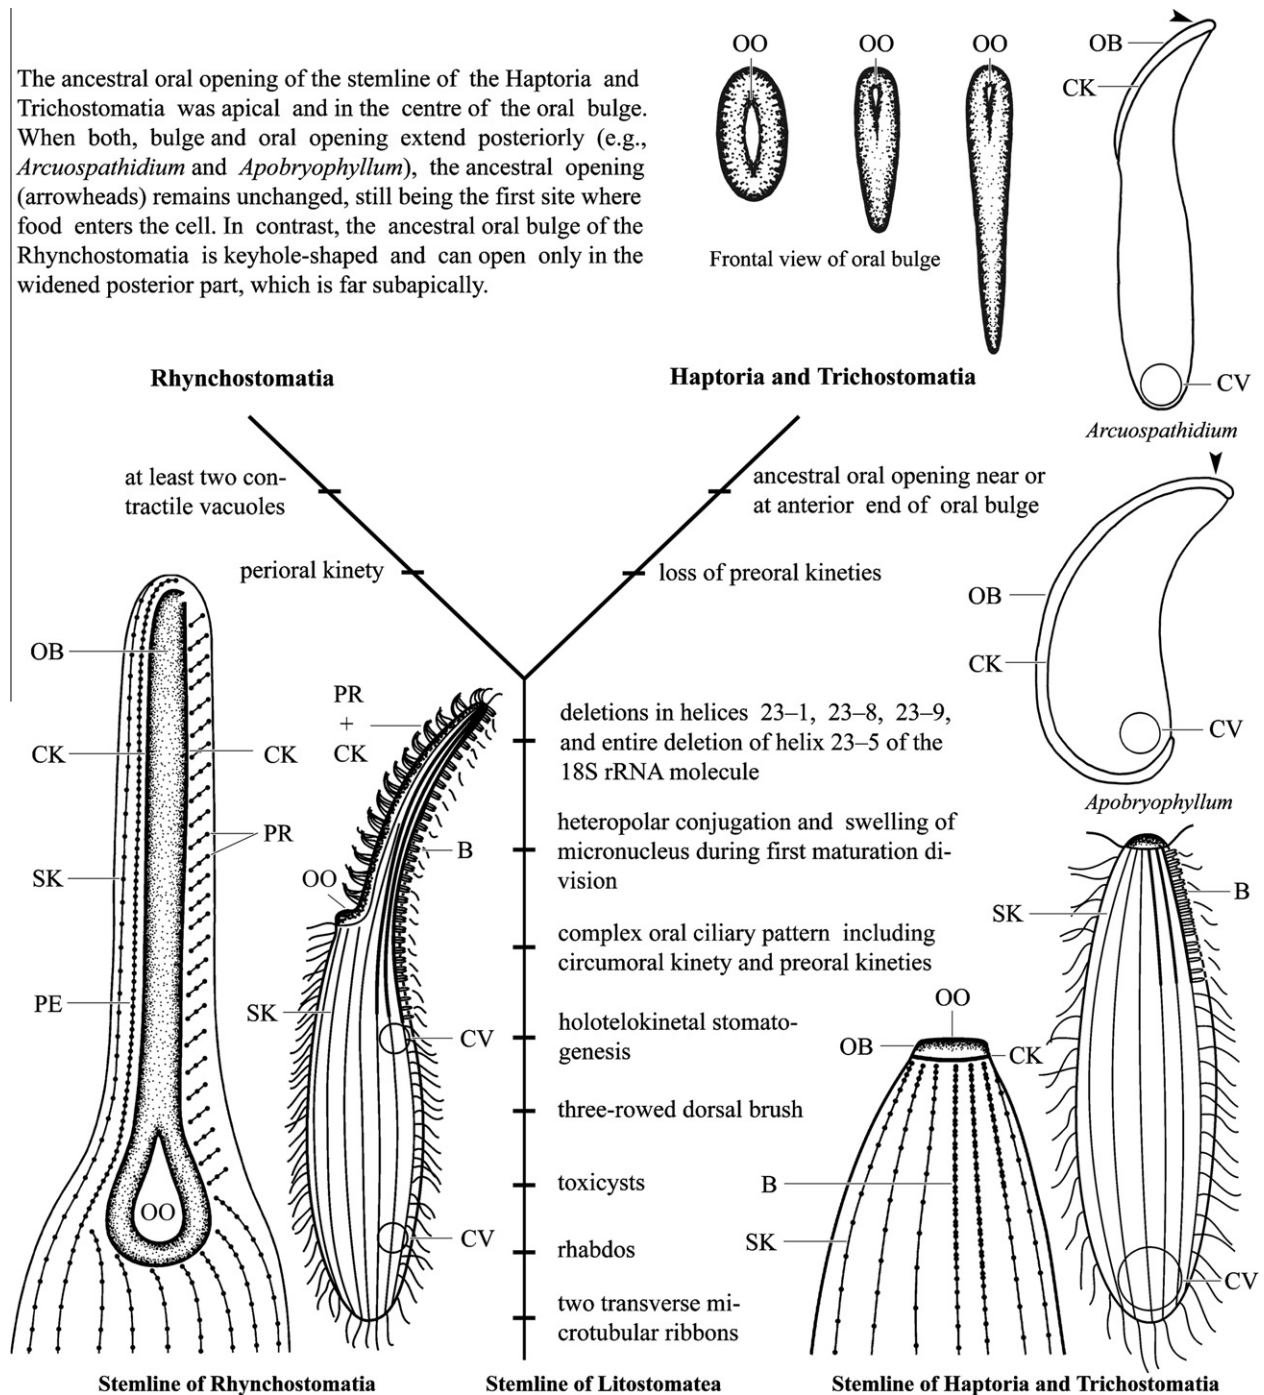 The ancestral oral opening of the stemline of the Haptoria and
Trichostomatia was apical and in the centre of the oral bulge.
When both, bulge and oral opening extend posteriorly (e.g.,
Arcuospathidium and Apobryophyllum), the ancestral opening
(arrowheads) remains unchanged, still being the first site where
food enters the cell. In contrast, the ancestral oral bulge of the
Rhynchostomatia is keyhole-shaped and can open only in the
widened posterior part, which is far subapically.
OO
OO
OO
Frontal view of oral bulge
OB
CK
CV
Arcuospathidium
Rhynchostomatia
Haptoria and Trichostomatia
at least two con-
tractile vacuoles
perioral kinety
ancestral oral opening near or
at anterior end of oral bulge
loss of preoral kineties
OB
CK
CV
Apobryophyllum
OB
CK
CK
PR
SK
PE
OO
PR
+
CK
B
OO
SK
CV
CV
deletions in helices 23–1, 23–8, 23–9,
and entire deletion of helix 23–5 of the
18S rRNA molecule
heteropolar conjugation and swelling of
micronucleus during first maturation di-
vision
complex oral ciliary pattern including
circumoral kinety and preoral kineties
holotelokinetal stomato-
genesis
three-rowed dorsal brush
toxicysts
rhabdos
two transverse mi-
crotubular ribbons
OO
OB
CK
B
SK
SK
B
CV
Stemline of Rhynchostomatia
Stemline of Litostomatea
Stemline of Haptoria and Trichostomatia